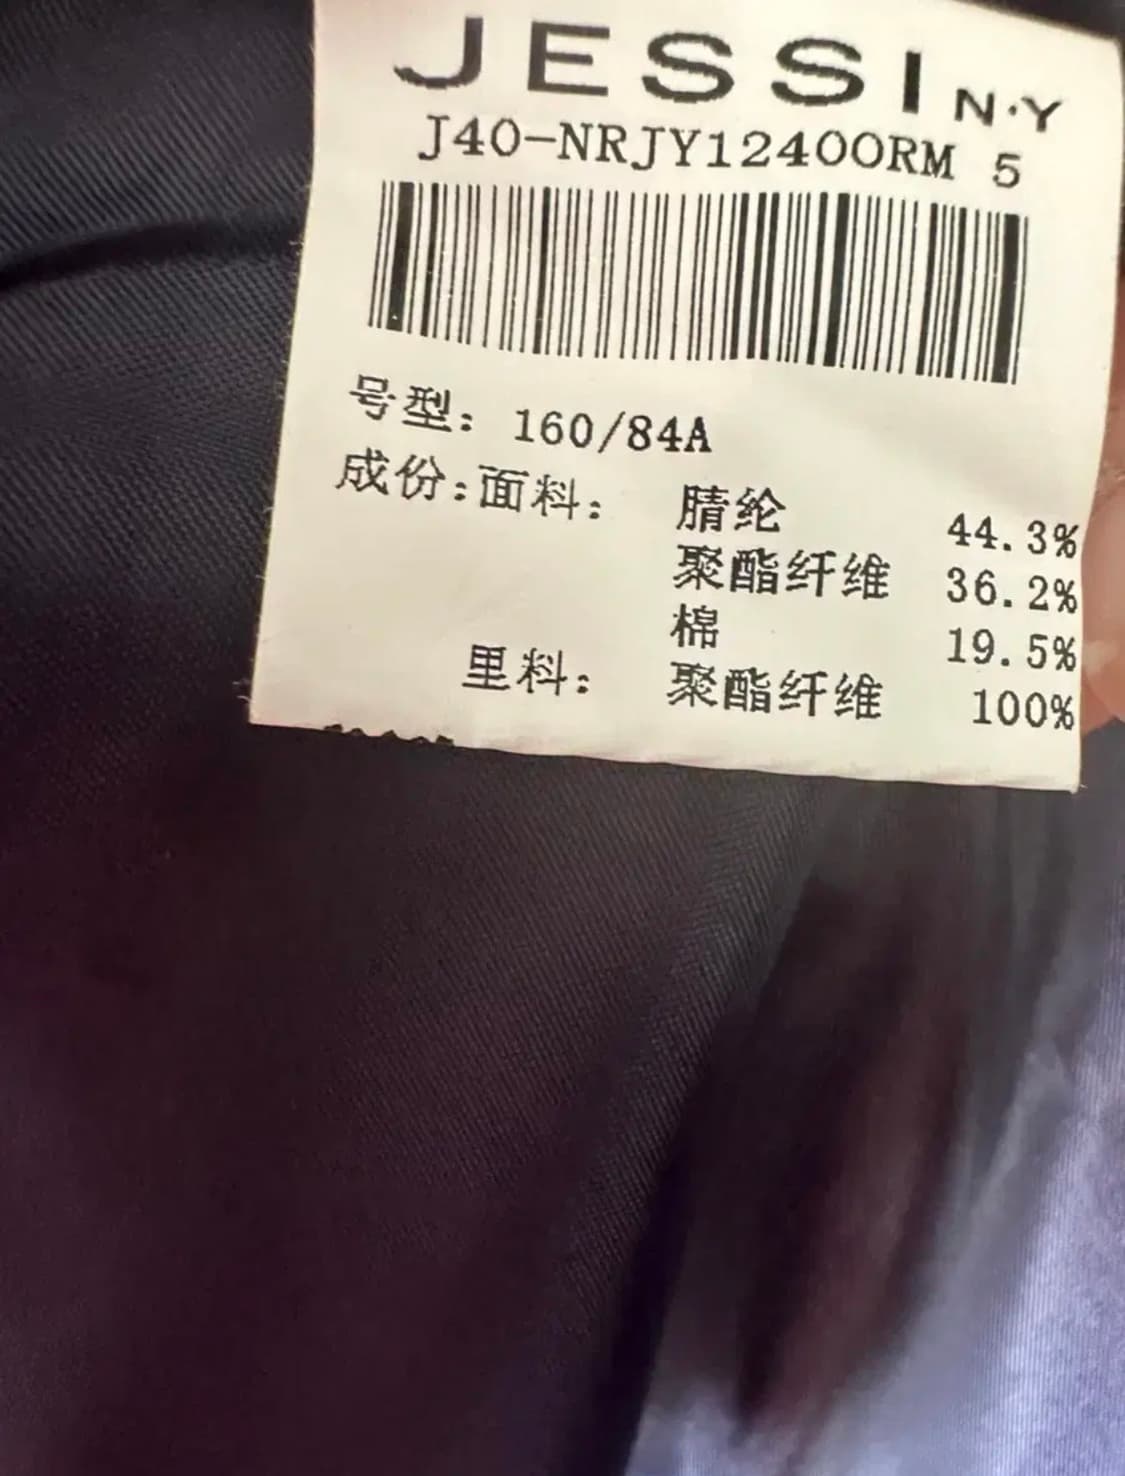 JESSI N·Y
J40-NRJY12400RM 5
号型: 160/84A
成份:面料: 腈纶 44.3%
聚酯纤维 36.2%
棉 19.5%
里料: 聚酯纤维 100%